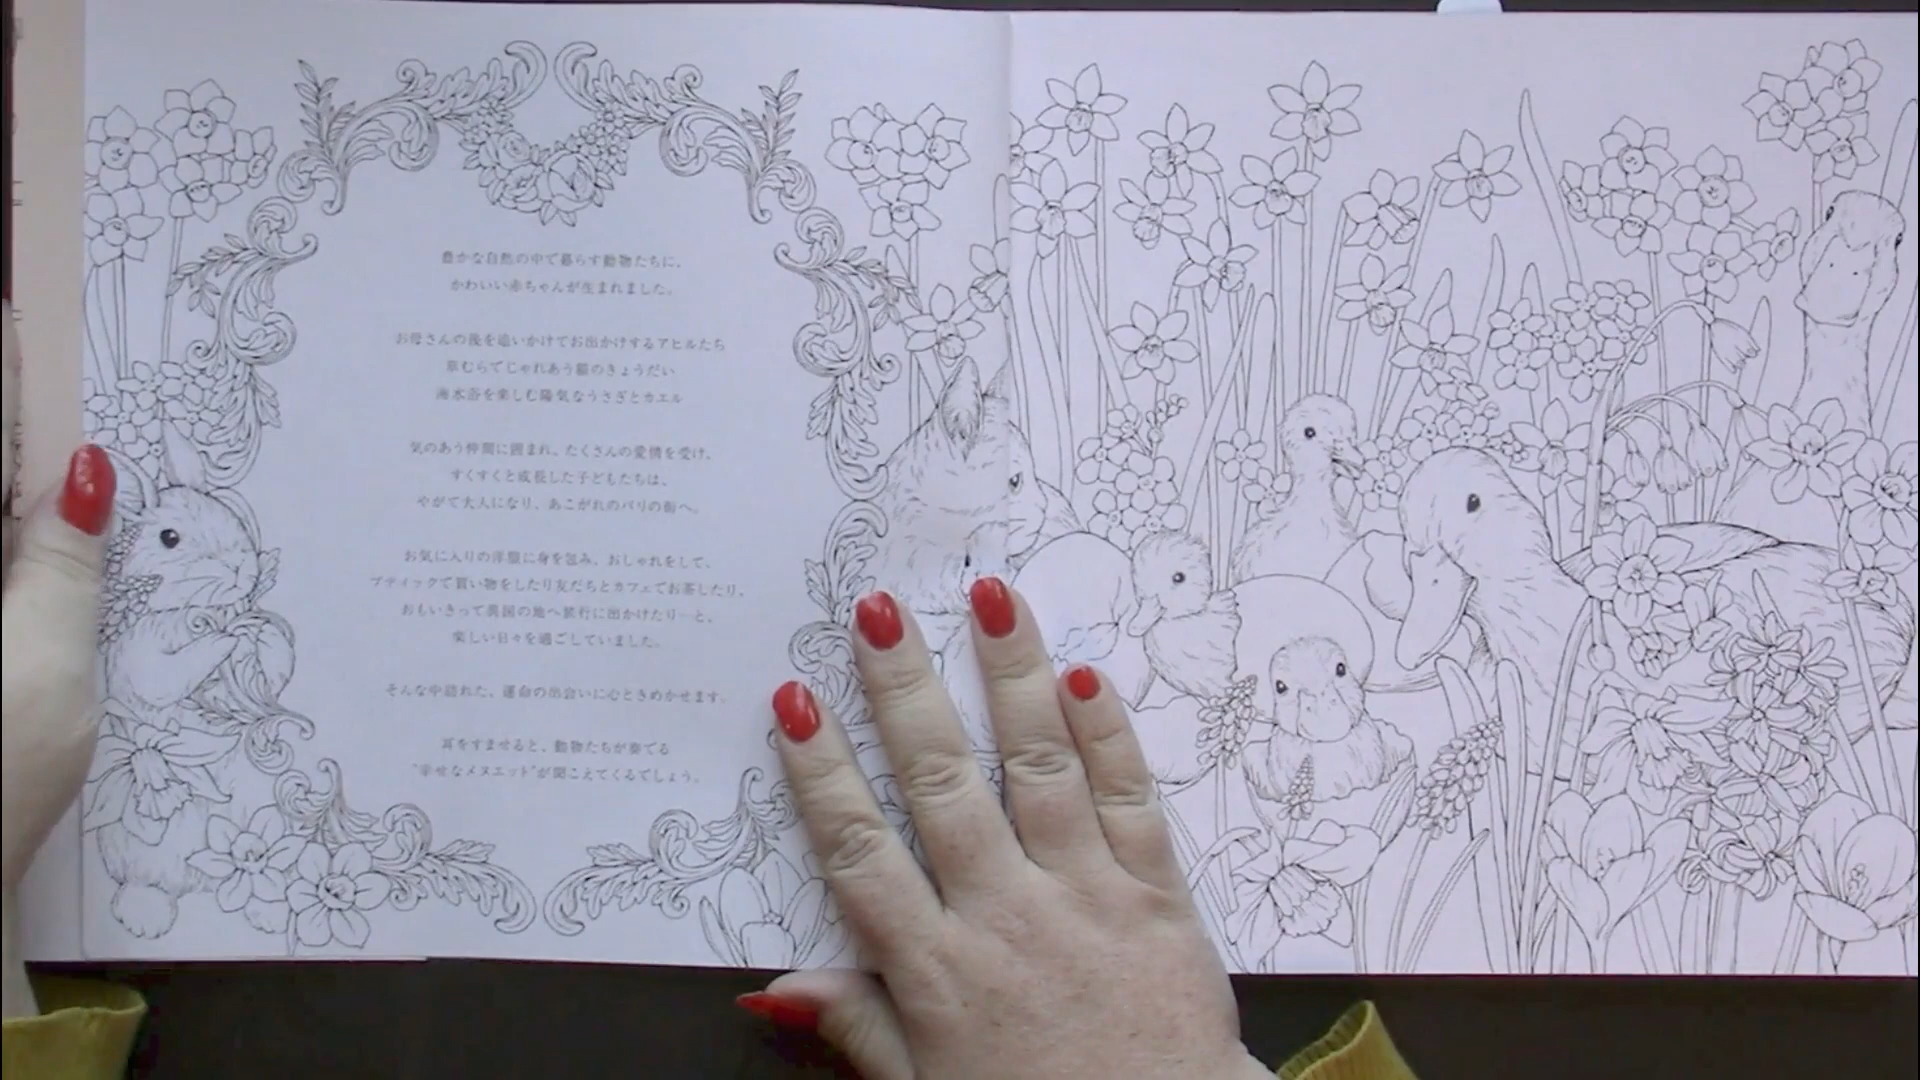 豊かな自然の中で暮らす動物たちに、
かわいい赤ちゃんが生まれました。
お母さんの後を追いかけてお出かけするアヒルたち
草むらでじゃれあう猫のきょうだい
海水浴を楽しむ陽気なうさぎとカエル
気のあう仲間に囲まれ、たくさんの愛情を受け、
すくすくと成長した子どもたちは、
やがて大人になり、あこがれのパリの街へ。
お気に入りの洋服に身を包み、おしゃれをして、
ブティックで買い物をしたり友だちとカフェでお茶したり、
おもいきって異国の地へ旅行に出かけたり…と、
楽しい日々を過ごしていました。
そんな中訪れた、運命の出会いに心ときめかせます。
耳をすませると、動物たちが奏でる
“幸せなメヌエット”が聞こえてくるでしょう。